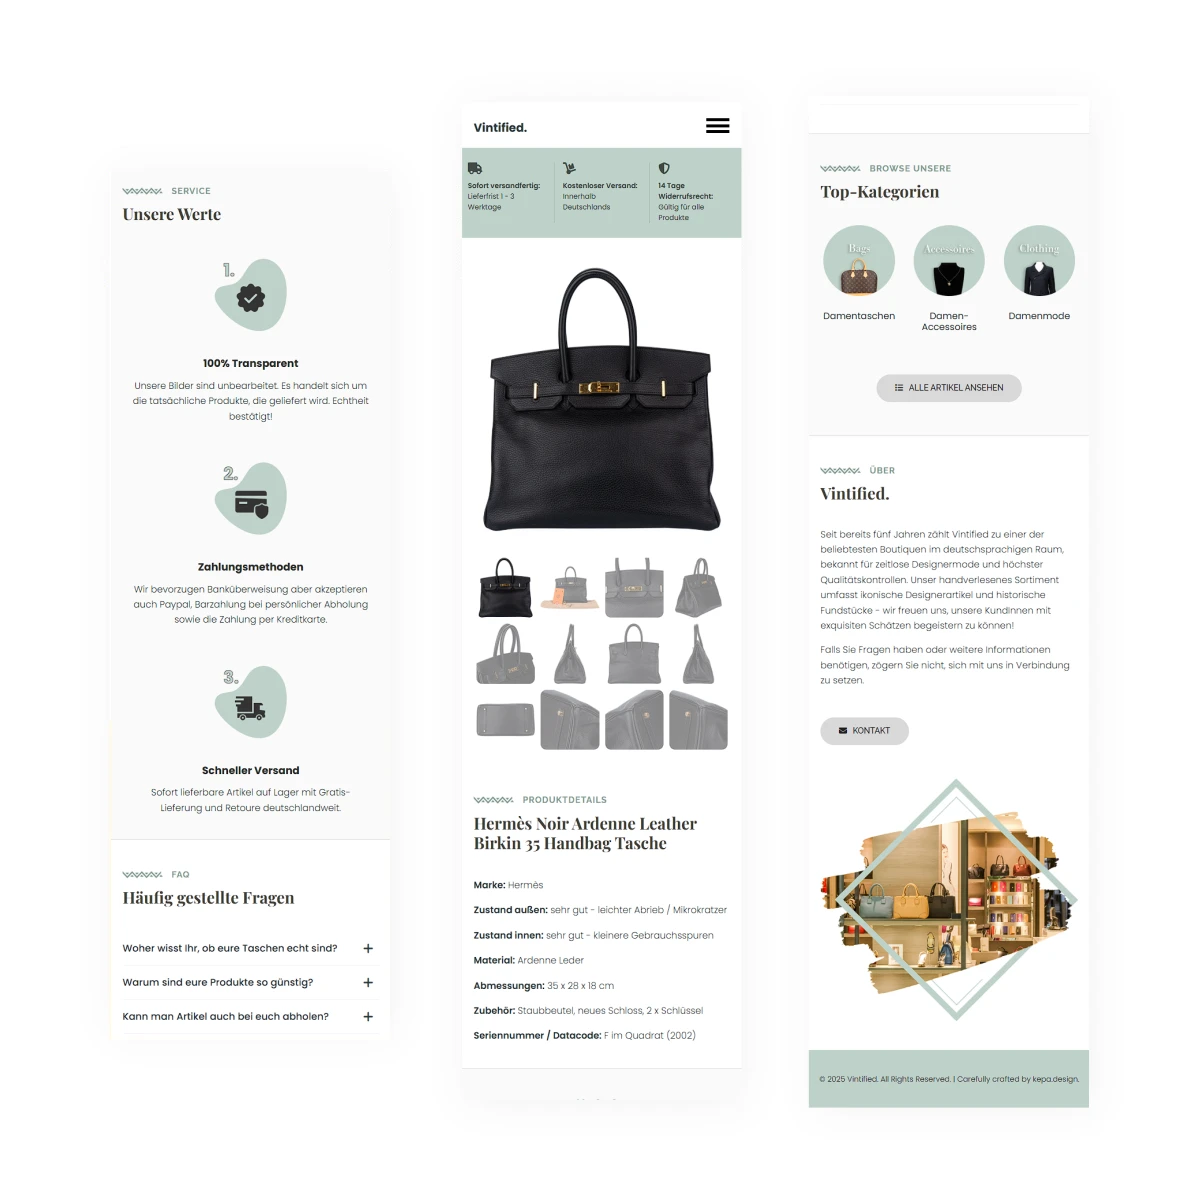 SERVICE
Unsere Werte
1.
100% Transparent
Unsere Bilder sind unbearbeitet. Es handelt sich um
die tatsächliche Produkte, die geliefert wird. Echtheit
bestätigt!
2.
Zahlungsmethoden
Wir bevorzugen Banküberweisung aber akzeptieren
auch Paypal, Barzahlung bei persönlicher Abholung
sowie die Zahlung per Kreditkarte.
3.
Schneller Versand
Sofort lieferbare Artikel auf Lager mit Gratis-
Lieferung und Retoure deutschlandweit.
FAQ
Häufig gestellte Fragen
Woher wisst Ihr, ob eure Taschen echt sind? +
Warum sind eure Produkte so günstig? +
Kann man Artikel auch bei euch abholen? +
Vintified.
Sofort versandfertig:
Lieferfrist 1 - 3
Werktage
Kostenloser Versand:
Innerhalb
Deutschlands
14 Tage
Widerrufsrecht:
Gültig für alle
Produkte
PRODUKTDETAILS
Hermès Noir Ardenne Leather
Birkin 35 Handbag Tasche
Marke: Hermès
Zustand außen: sehr gut - leichter Abrieb / Mikrokratzer
Zustand innen: sehr gut - kleinere Gebrauchsspuren
Material: Ardenne Leder
Abmessungen: 35 x 28 x 18 cm
Zubehör: Staubbeutel, neues Schloss, 2 x Schlüssel
Seriennummer / Datacode: F im Quadrat (2002)
BROWSE UNSERE
Top-Kategorien
Bags
Accessoires
Clothing
Damentaschen
Damen-
Accessoires
Damenmode
ALLE ARTIKEL ANSEHEN
ÜBER
Vintified.
Seit bereits fünf Jahren zählt Vintified zu einer der
beliebtesten Boutiquen im deutschsprachigen Raum,
bekannt für zeitlose Designermode und höchster
Qualitätskontrollen. Unser handverlesenes Sortiment
umfasst ikonische Designerartikel und historische
Fundstücke - wir freuen uns, unsere KundInnen mit
exquisiten Schätzen begeistern zu können!
Falls Sie Fragen haben oder weitere Informationen
benötigen, zögern Sie nicht, sich mit uns in Verbindung
zu setzen.
KONTAKT
© 2025 Vintified. All Rights Reserved. | Carefully crafted by kepa.design.